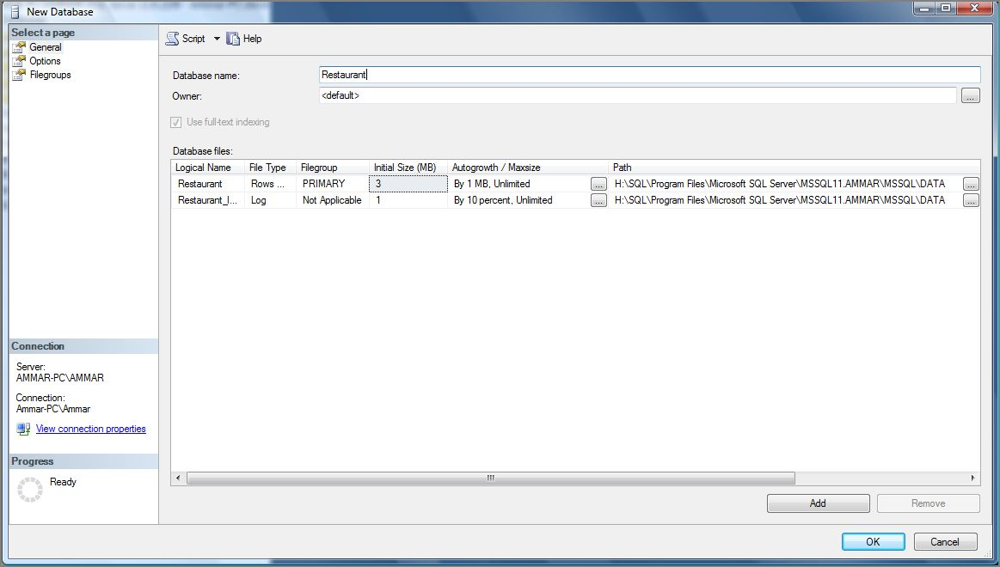 New Database
Select a page
General
Options
Filegroups
Script Help
Database name: Restaurant
Owner: <default> ...
Use full-text indexing
Database files:
Logical Name File Type Filegroup Initial Size (MB) Autogrowth / Maxsize Path
Restaurant Rows ... PRIMARY 3 By 1 MB, Unlimited ... H:\SQL\Program Files\Microsoft SQL Server\MSSQL11.AMMAR\MSSQL\DATA ...
Restaurant_l... Log Not Applicable 1 By 10 percent, Unlimited ... H:\SQL\Program Files\Microsoft SQL Server\MSSQL11.AMMAR\MSSQL\DATA ...
Connection
Server:
AMMAR-PC\AMMAR
Connection:
Ammar-PC\Ammar
View connection properties
Progress
Ready
Add Remove
OK Cancel